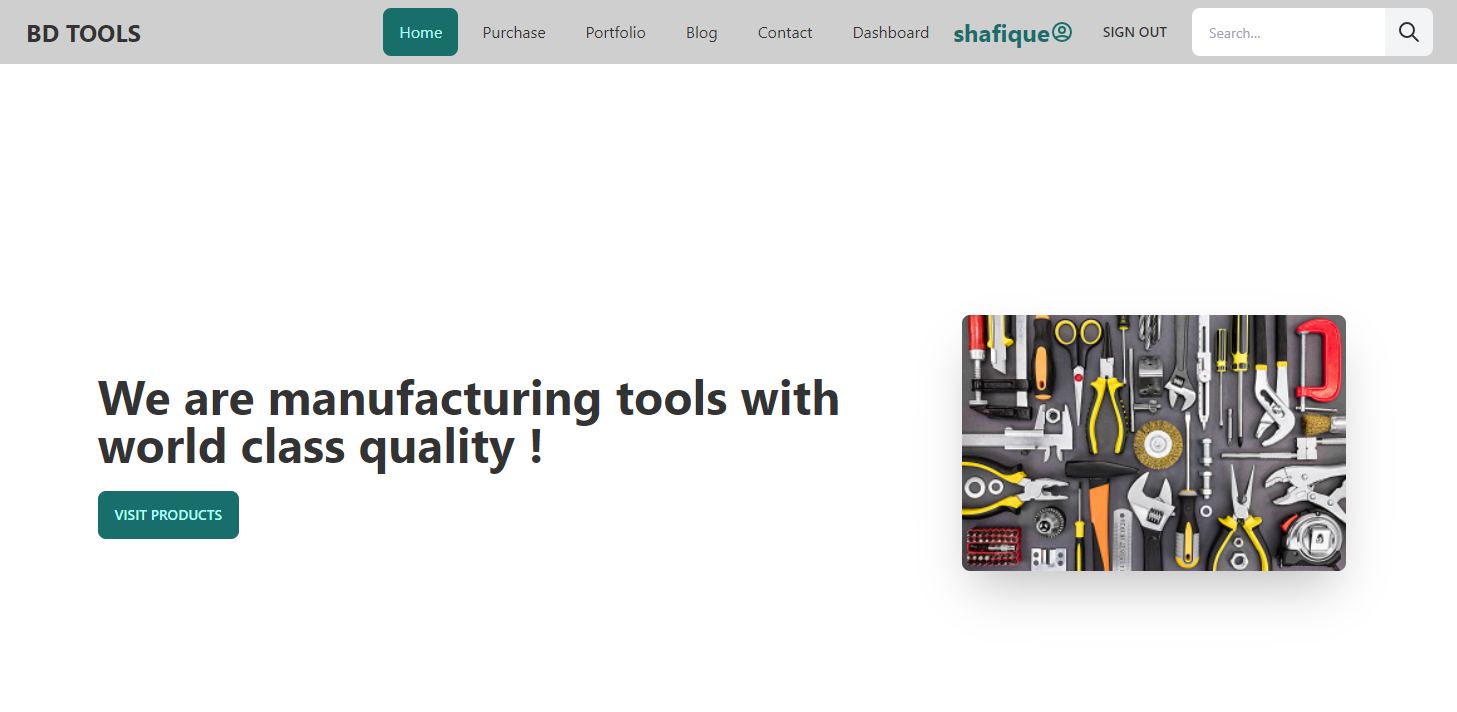 BD TOOLS
Home
Purchase
Portfolio
Blog
Contact
Dashboard
shafique
SIGN OUT
Search...
We are manufacturing tools with
world class quality !
VISIT PRODUCTS